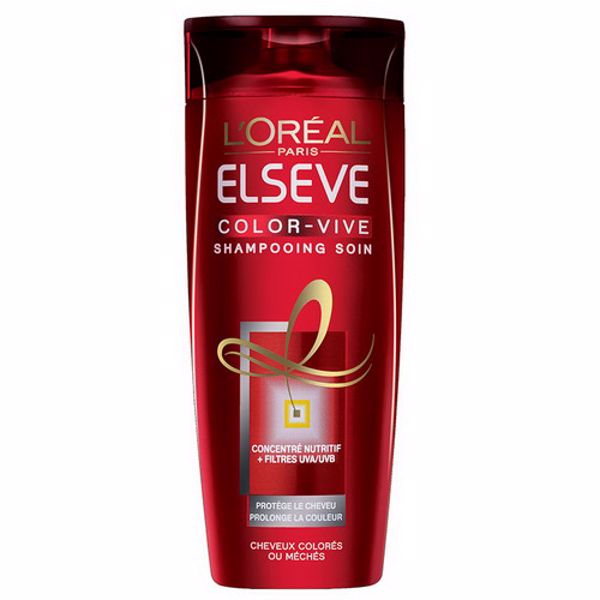 L'ORÉAL
PARIS
ELSEVE
COLOR-VIVE
SHAMPOOING SOIN
CONCENTRÉ NUTRITIF
+ FILTRES UVA/UVB
PROTÈGE LE CHEVEU
PROLONGE LA COULEUR
CHEVEUX COLORÉS
OU MÉCHÉS